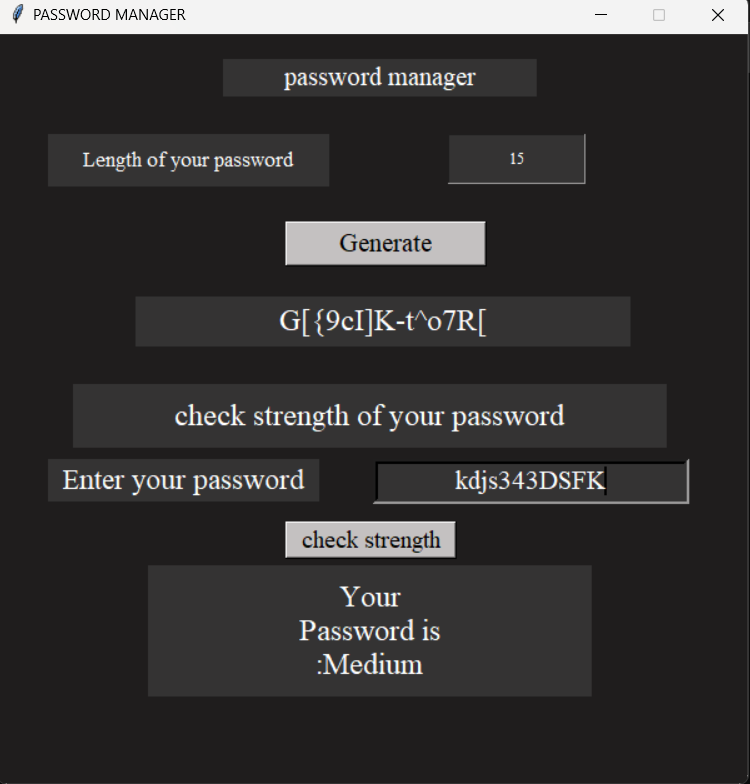 PASSWORD MANAGER
password manager
Length of your password
15
Generate
G[{9cI]K-t^o7R[
check strength of your password
Enter your password
kdjs343DSFK
check strength
Your
Password is
:Medium